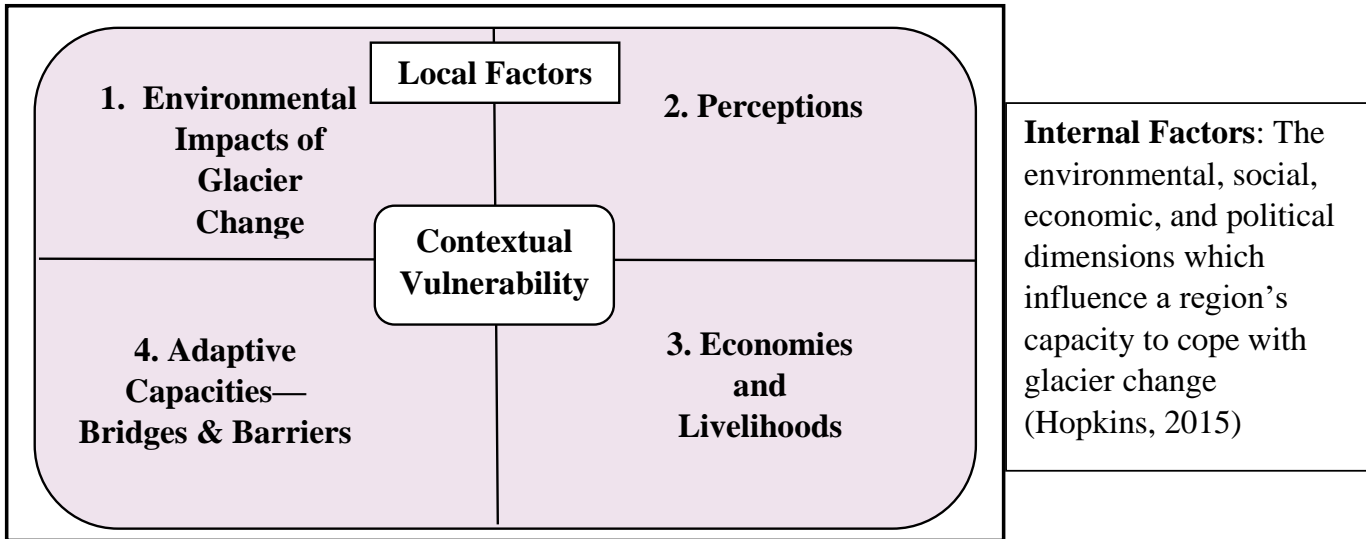 Local Factors
1. Environmental
Impacts of
Glacier
Change
2. Perceptions
Contextual
Vulnerability
4. Adaptive
Capacities—
Bridges & Barriers
3. Economies
and
Livelihoods
Internal Factors: The
environmental, social,
economic, and political
dimensions which
influence a region’s
capacity to cope with
glacier change
(Hopkins, 2015)